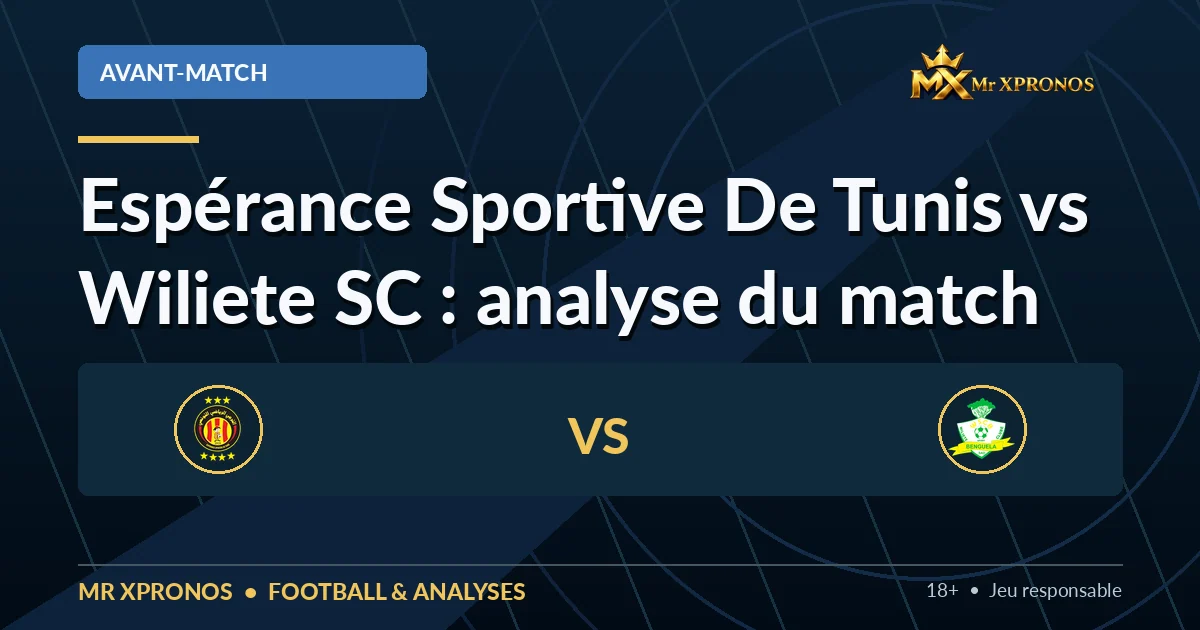 AVANT-MATCH
MX Mr XPRONOS
Espérance Sportive De Tunis vs
Wiliete SC : analyse du match
VS
BENGUELA
MR XPRONOS • FOOTBALL & ANALYSES
18+ • Jeu responsable